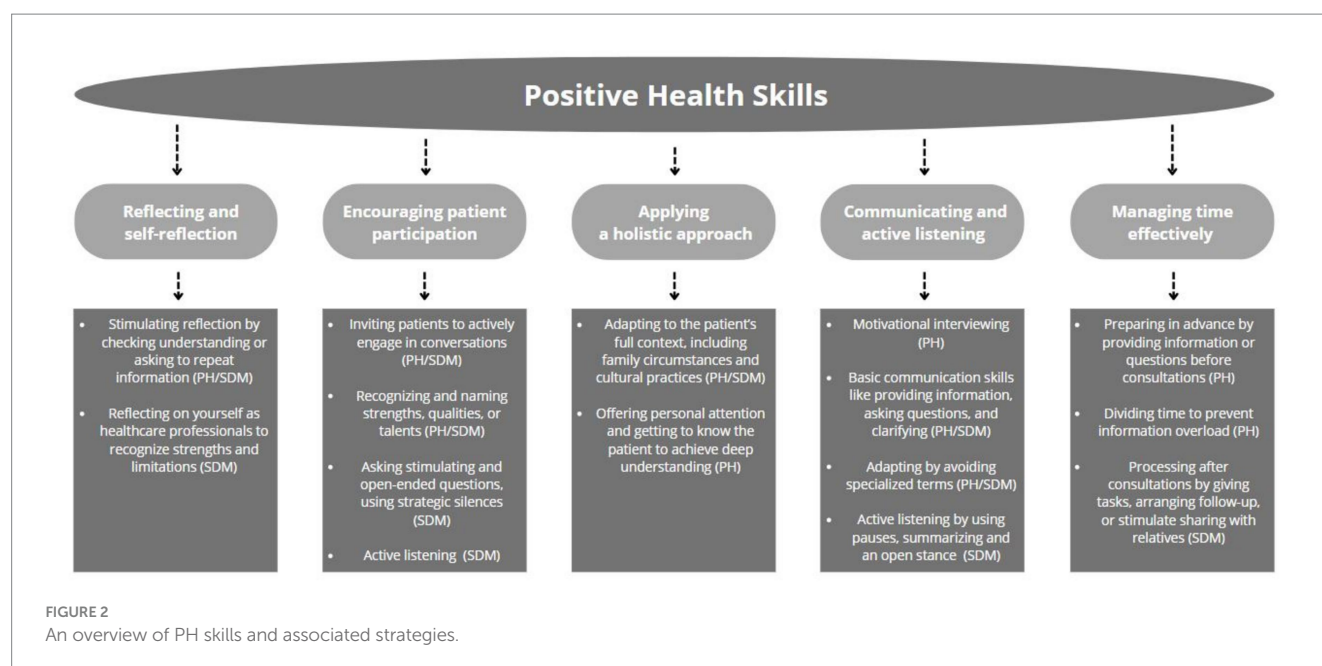 Positive Health Skills
Reflecting and
self-reflection
Encouraging patient
participation
Applying
a holistic approach
Communicating and
active listening
Managing time
effectively
• Stimulating reflection by
checking understanding or
asking to repeat
information (PH/SDM)
• Reflecting on yourself as
healthcare professionals to
recognize strengths and
limitations (SDM)
• Inviting patients to actively
engage in conversations
(PH/SDM)
• Recognizing and naming
strengths, qualities, or
talents (PH/SDM)
• Asking stimulating and
open-ended questions,
using strategic silences
(SDM)
• Active listening (SDM)
• Adapting to the patient's
full context, including
family circumstances and
cultural practices (PH/SDM)
• Offering personal attention
and getting to know the
patient to achieve deep
understanding (PH)
• Motivational interviewing
(PH)
• Basic communication skills
like providing information,
asking questions, and
clarifying (PH/SDM)
• Adapting by avoiding
specialized terms (PH/SDM)
• Active listening by using
pauses, summarizing and
an open stance (SDM)
• Preparing in advance by
providing information or
questions before
consultations (PH)
• Dividing time to prevent
information overload (PH)
• Processing after
consultations by giving
tasks, arranging follow-up,
or stimulate sharing with
relatives (SDM)
FIGURE 2
An overview of PH skills and associated strategies.